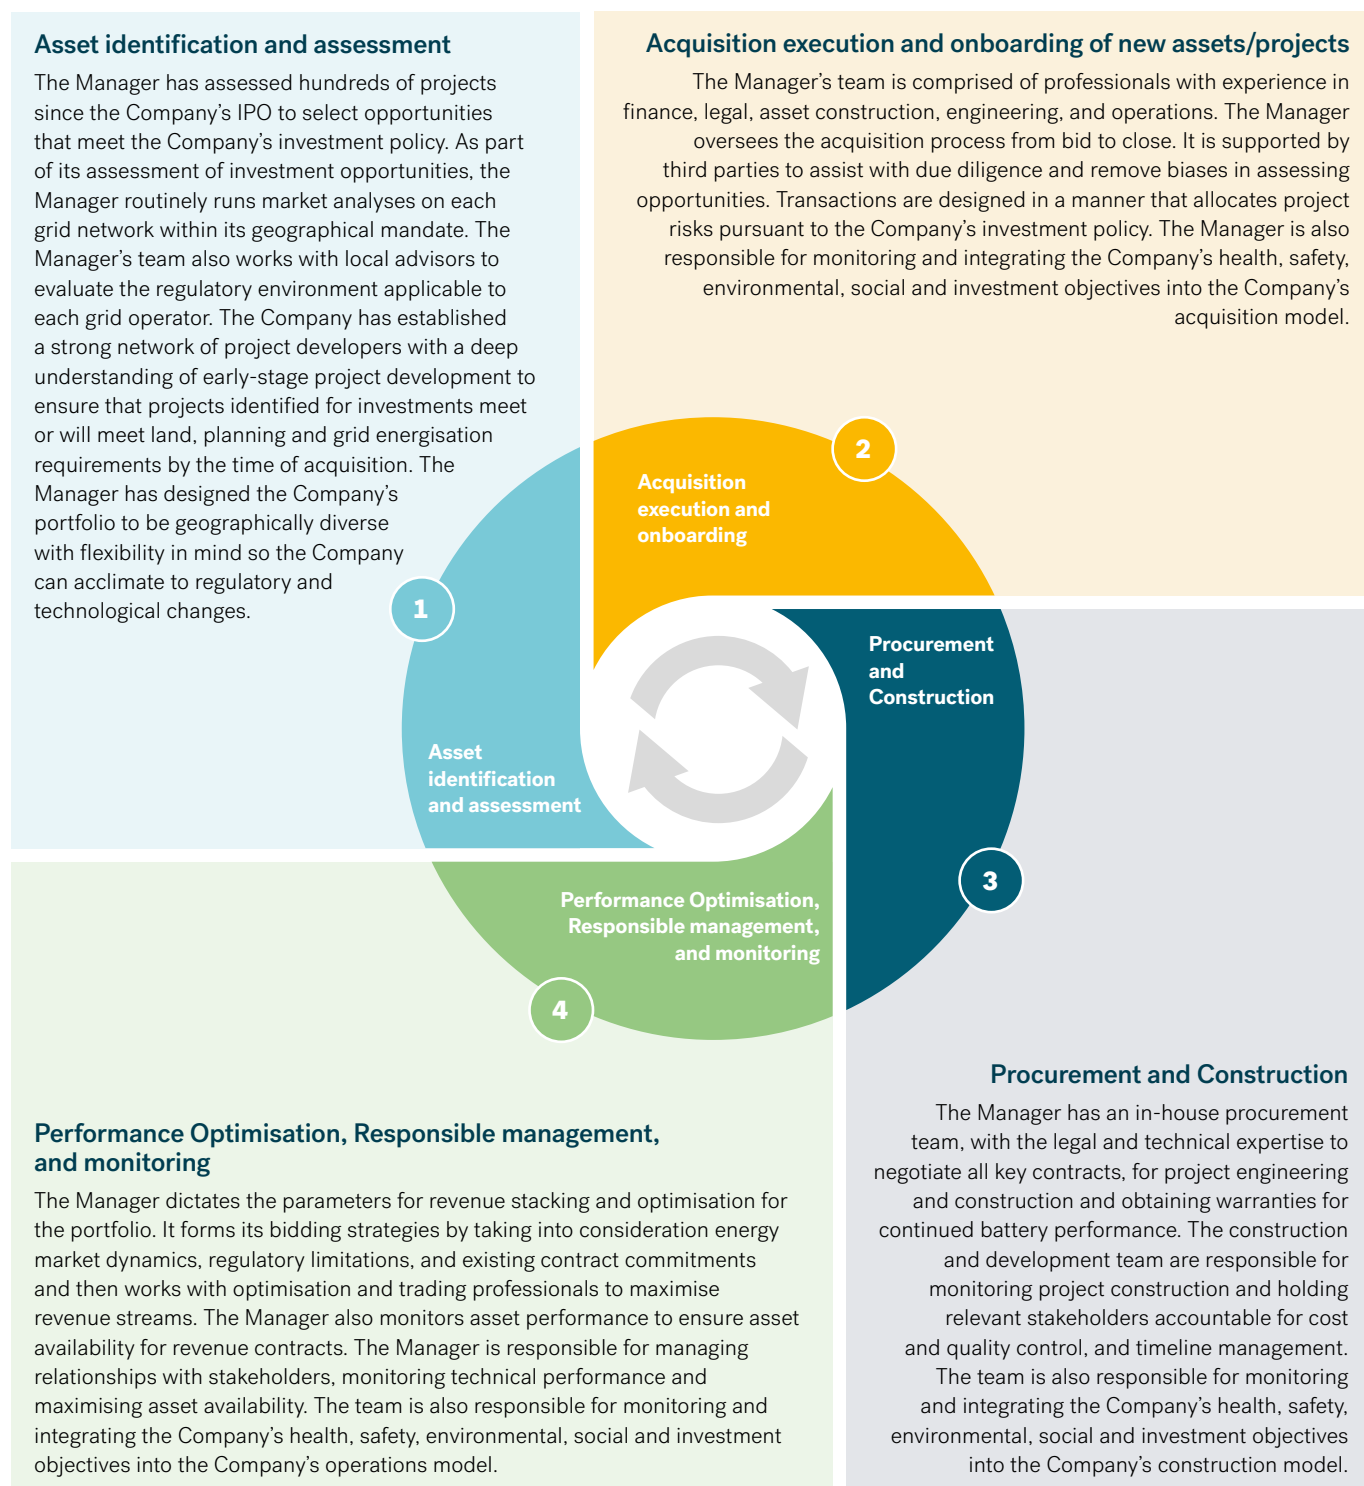 Asset identification and assessment
The Manager has assessed hundreds of projects
since the Company's IPO to select opportunities
that meet the Company's investment policy. As part
of its assessment of investment opportunities, the
Manager routinely runs market analyses on each
grid network within its geographical mandate. The
Manager's team also works with local advisors to
evaluate the regulatory environment applicable to
each grid operator. The Company has established
a strong network of project developers with a deep
understanding of early-stage project development to
ensure that projects identified for investments meet
or will meet land, planning and grid energisation
requirements by the time of acquisition. The
Manager has designed the Company's
portfolio to be geographically diverse
with flexibility in mind so the Company
can acclimate to regulatory and
technological changes.
Acquisition execution and onboarding of new assets/projects
The Manager's team is comprised of professionals with experience in
finance, legal, asset construction, engineering, and operations. The Manager
oversees the acquisition process from bid to close. It is supported by
third parties to assist with due diligence and remove biases in assessing
opportunities. Transactions are designed in a manner that allocates project
risks pursuant to the Company's investment policy. The Manager is also
responsible for monitoring and integrating the Company's health, safety,
environmental, social and investment objectives into the Company's
acquisition model.
1
Asset
identification
and assessment
2
Acquisition
execution and
onboarding
Procurement
and
Construction
3
Performance Optimisation,
Responsible management,
and monitoring
4
Procurement and Construction
The Manager has an in-house procurement
team, with the legal and technical expertise to
negotiate all key contracts, for project engineering
and construction and obtaining warranties for
continued battery performance. The construction
and development team are responsible for
monitoring project construction and holding
relevant stakeholders accountable for cost
and quality control, and timeline management.
The team is also responsible for monitoring
and integrating the Company's health, safety,
environmental, social and investment objectives
into the Company's construction model.
Performance Optimisation, Responsible management,
and monitoring
The Manager dictates the parameters for revenue stacking and optimisation for
the portfolio. It forms its bidding strategies by taking into consideration energy
market dynamics, regulatory limitations, and existing contract commitments
and then works with optimisation and trading professionals to maximise
revenue streams. The Manager also monitors asset performance to ensure asset
availability for revenue contracts. The Manager is responsible for managing
relationships with stakeholders, monitoring technical performance and
maximising asset availability. The team is also responsible for monitoring and
integrating the Company's health, safety, environmental, social and investment
objectives into the Company's operations model.